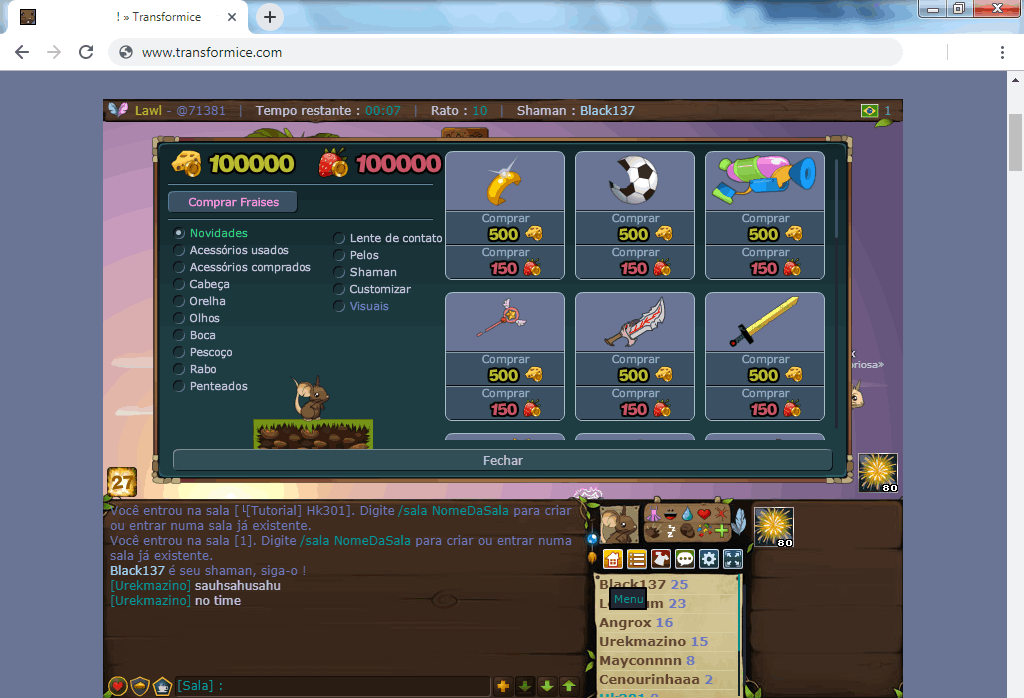 ! » Transformice
www.transformice.com
Lawl - @71381 | Tempo restante : 00:07 | Rato : 10 | Shaman : Black137
1
100000 100000
Comprar Fraises
Novidades
Acessórios usados
Acessórios comprados
Cabeça
Orelha
Olhos
Boca
Pescoço
Rabo
Penteados
Lente de contato
Pelos
Shaman
Customizar
Visuais
Comprar
500
Comprar
150
Comprar
500
Comprar
150
Comprar
500
Comprar
150
Comprar
500
Comprar
150
Comprar
500
Comprar
150
Comprar
500
Comprar
150
Fechar
27
80
Você entrou na sala [ [Tutorial] Hk301]. Digite /sala NomeDaSala para criar
ou entrar numa sala já existente.
Você entrou na sala [1]. Digite /sala NomeDaSala para criar ou entrar numa
sala já existente.
Black137 é seu shaman, siga-o !
[Urekmazino] sauhsahusahu
[Urekmazino] no time
[Sala] :
80
Black137 25
23
Menu
Angrox 16
Urekmazino 15
Mayconnnn 8
Cenourinhaaa 2